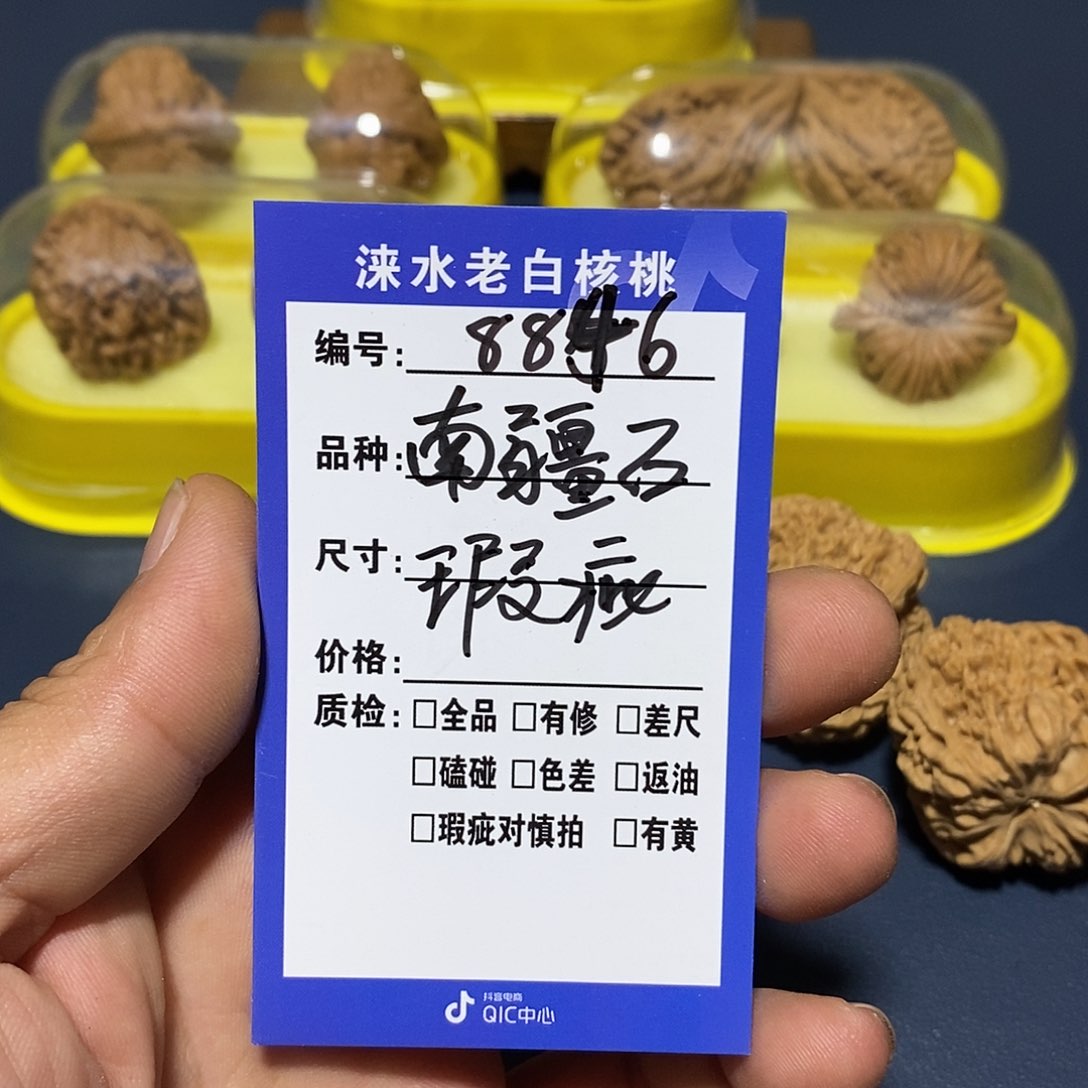 涞水老白核桃
编号: 8846
品种: 南疆石
尺寸: 瑕疵
价格:
质检: □全品 □有修 □差尺
□磕碰 □色差 □返油
□瑕疵对慎拍 □有黄
抖音电商
QIC中心